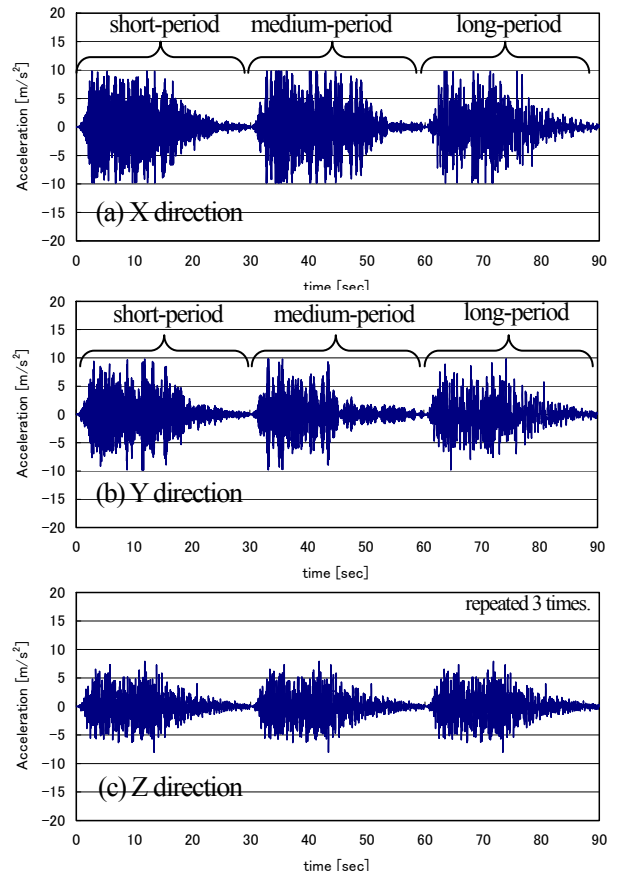 short-period medium-period long-period
20
15
10
5
0
−5
−10
−15
−20
Acceleration [m/s²]
(a) X direction
0 10 20 30 40 50 60 70 80 90
time [sec]
short-period medium-period long-period
20
15
10
5
0
−5
−10
−15
−20
Acceleration [m/s²]
(b) Y direction
0 10 20 30 40 50 60 70 80 90
time [sec]
repeated 3 times.
20
15
10
5
0
−5
−10
−15
−20
Acceleration [m/s²]
(c) Z direction
0 10 20 30 40 50 60 70 80 90
time [sec]